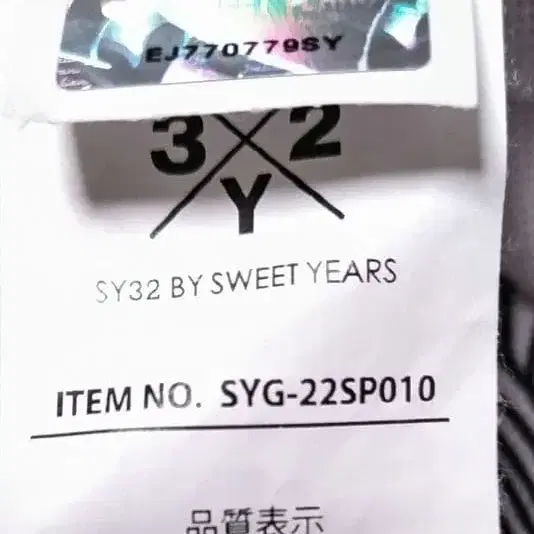 EJ770779SY
3 2
Y
SY32 BY SWEET YEARS
ITEM NO. SYG-22SP010
品質表示